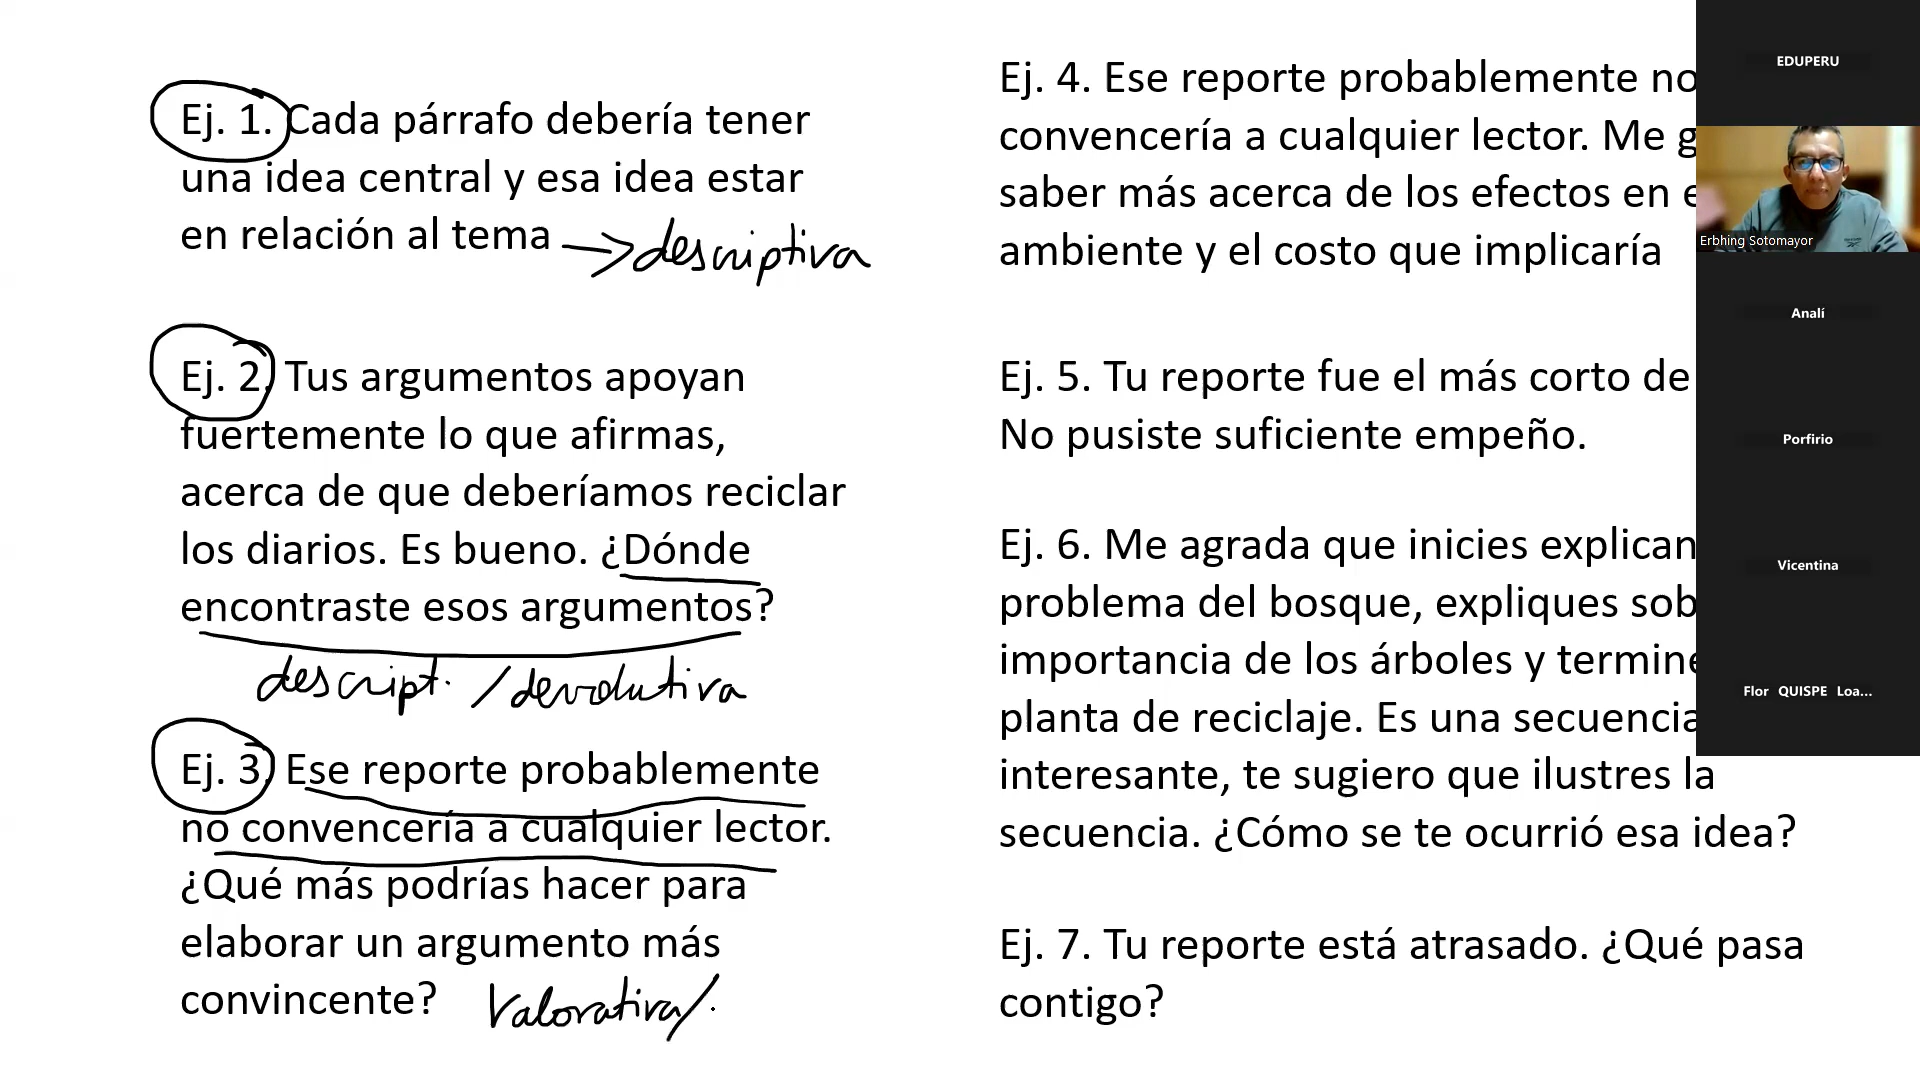 Ej. 1. Cada párrafo debería tener
una idea central y esa idea estar
en relación al tema → descriptiva
Ej. 2. Tus argumentos apoyan
fuertemente lo que afirmas,
acerca de que deberíamos reciclar
los diarios. Es bueno. ¿Dónde
encontraste esos argumentos?
descript. / devolutiva
Ej. 3. Ese reporte probablemente
no convencería a cualquier lector.
¿Qué más podrías hacer para
elaborar un argumento más
convincente? Valorativa/.
Ej. 4. Ese reporte probablemente no
convencería a cualquier lector. Me g
saber más acerca de los efectos en e
ambiente y el costo que implicaría
Ej. 5. Tu reporte fue el más corto de
No pusiste suficiente empeño.
Ej. 6. Me agrada que inicies explican
problema del bosque, expliques sob
importancia de los árboles y termine
planta de reciclaje. Es una secuencia
interesante, te sugiero que ilustres la
secuencia. ¿Cómo se te ocurrió esa idea?
Ej. 7. Tu reporte está atrasado. ¿Qué pasa
contigo?
EDUPERU
Erbhing Sotomayor
Analí
Porfirio
Vicentina
Flor QUISPE Loa...